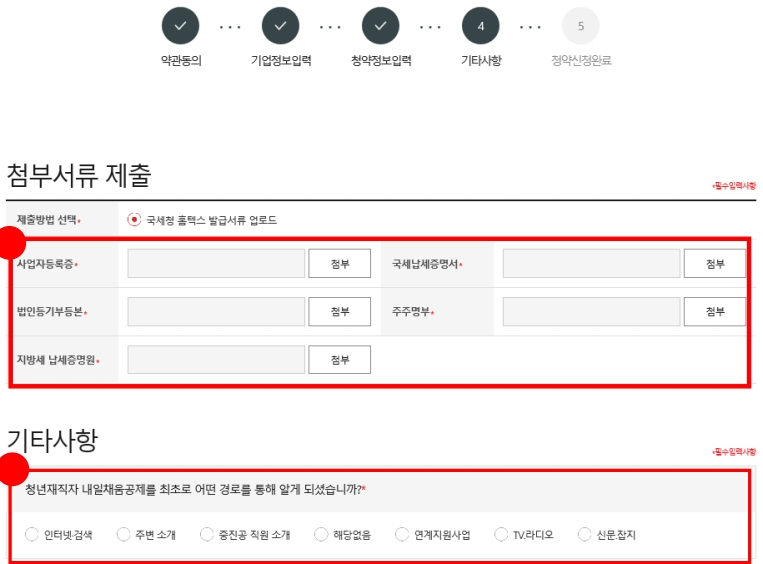 4 5
약관동의 기업정보입력 청약정보입력 기타사항 청약신청완료
첨부서류 제출
*필수입력사항
제출방법 선택* 국세청 홈텍스 발급서류 업로드
사업자등록증* 첨부 국세납세증명서* 첨부
법인등기부등본* 첨부 주주명부* 첨부
지방세 납세증명원* 첨부
기타사항
*필수입력사항
청년재직자 내일채움공제를 최초로 어떤 경로를 통해 알게 되셨습니까?*
인터넷·검색 주변 소개 중진공 직원 소개 해당없음 연계지원사업 TV.라디오 신문.잡지